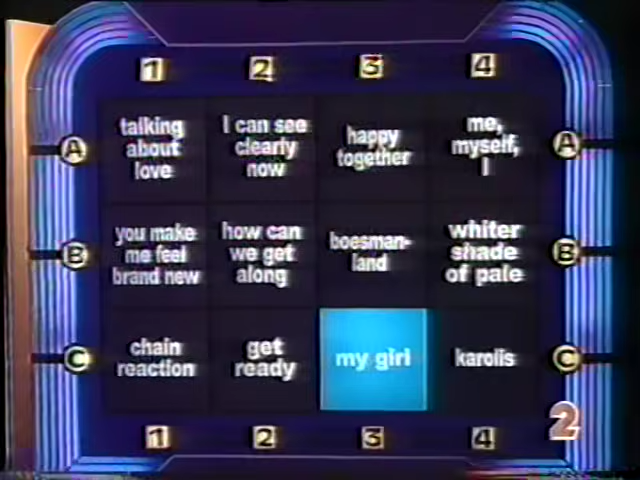 1 2 3 4
A talking about love I can see clearly now happy together me, myself, I A
B you make me feel brand new how can we get along boesman-land whiter shade of pale B
C chain reaction get ready my girl karolis C
1 2 3 4
2